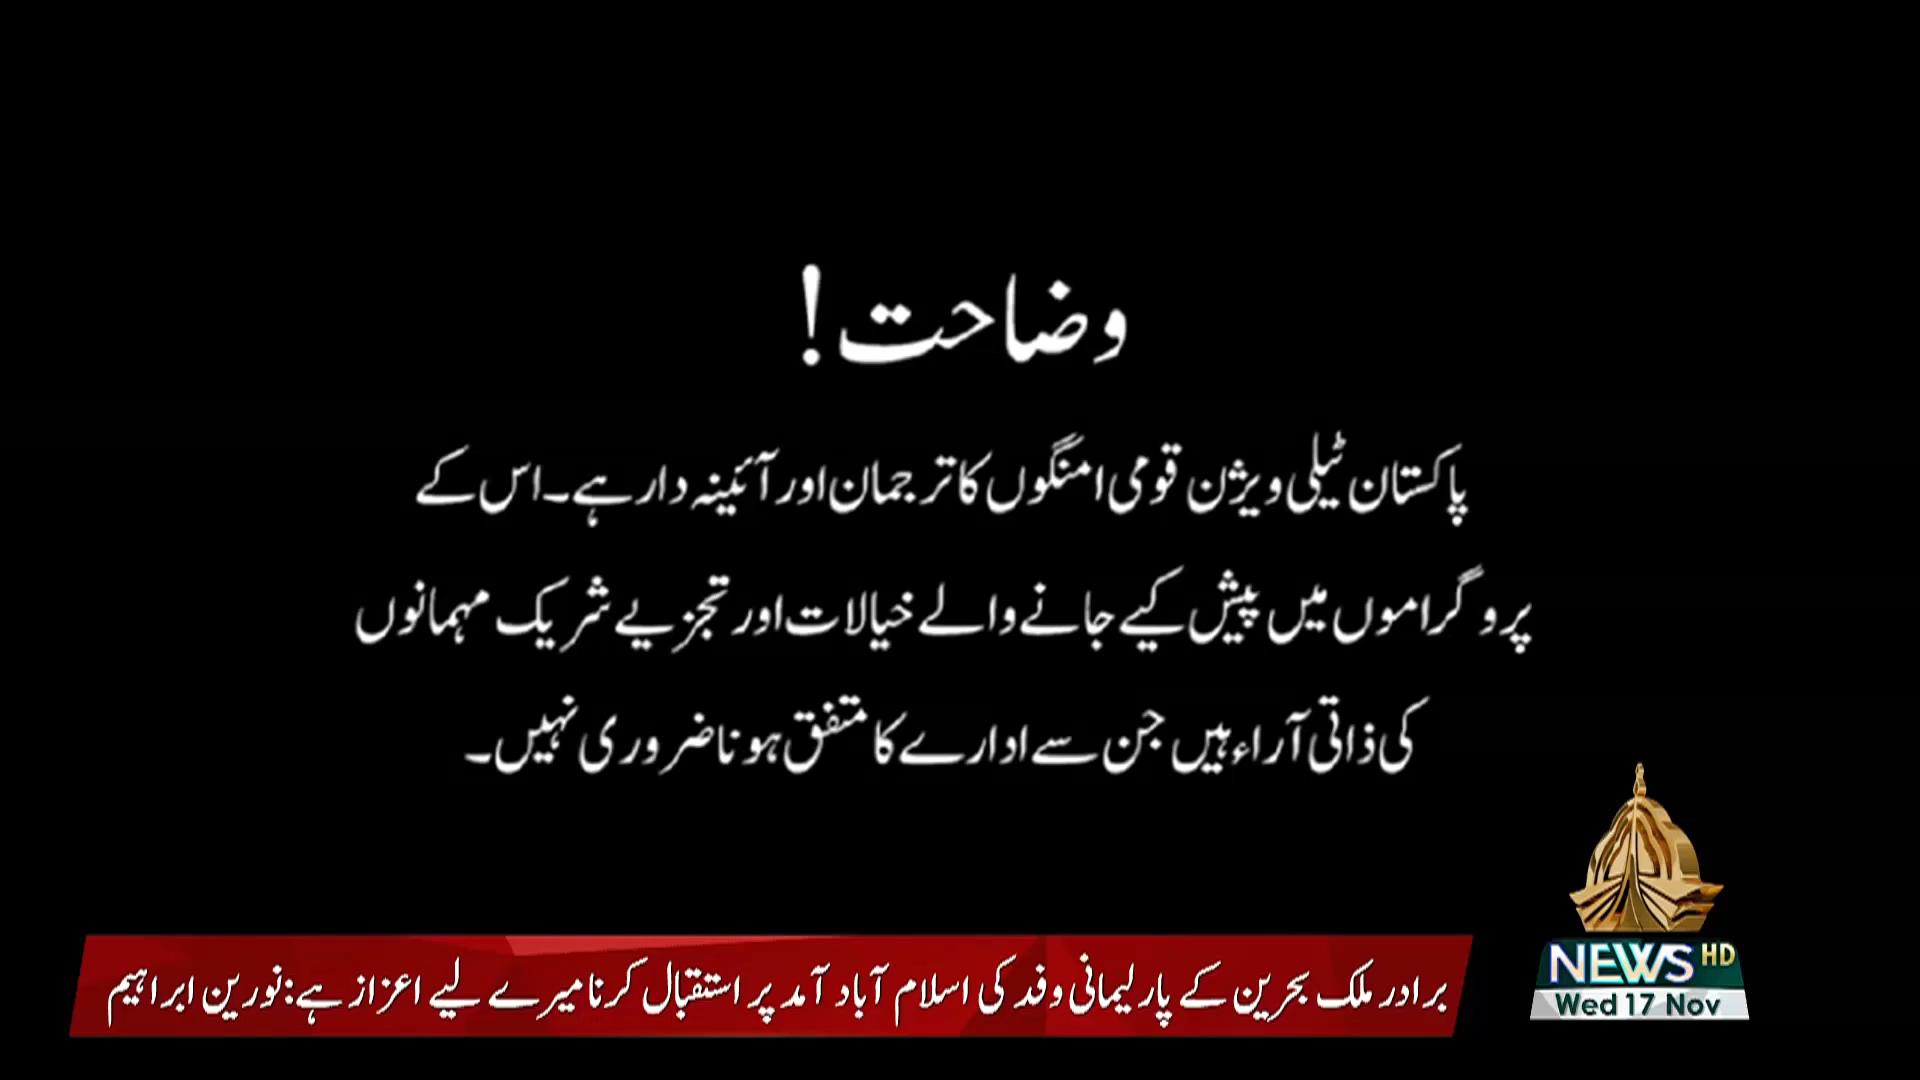 وضاحت!
پاکستان ٹیلی ویژن قومی امنگوں کا ترجمان اور آئینہ دار ہے۔ اس کے
پروگراموں میں پیش کیے جانے والے خیالات اور تجزیے شریک مہمانوں
کی ذاتی آراء ہیں جن سے ادارے کا متفق ہونا ضروری نہیں۔
برادر ملک بحرین کے پارلیمانی وفد کی اسلام آباد آمد پر استقبال کرنا میرے لیے اعزاز ہے:نورین ابراہیم
NEWS HD
Wed 17 Nov